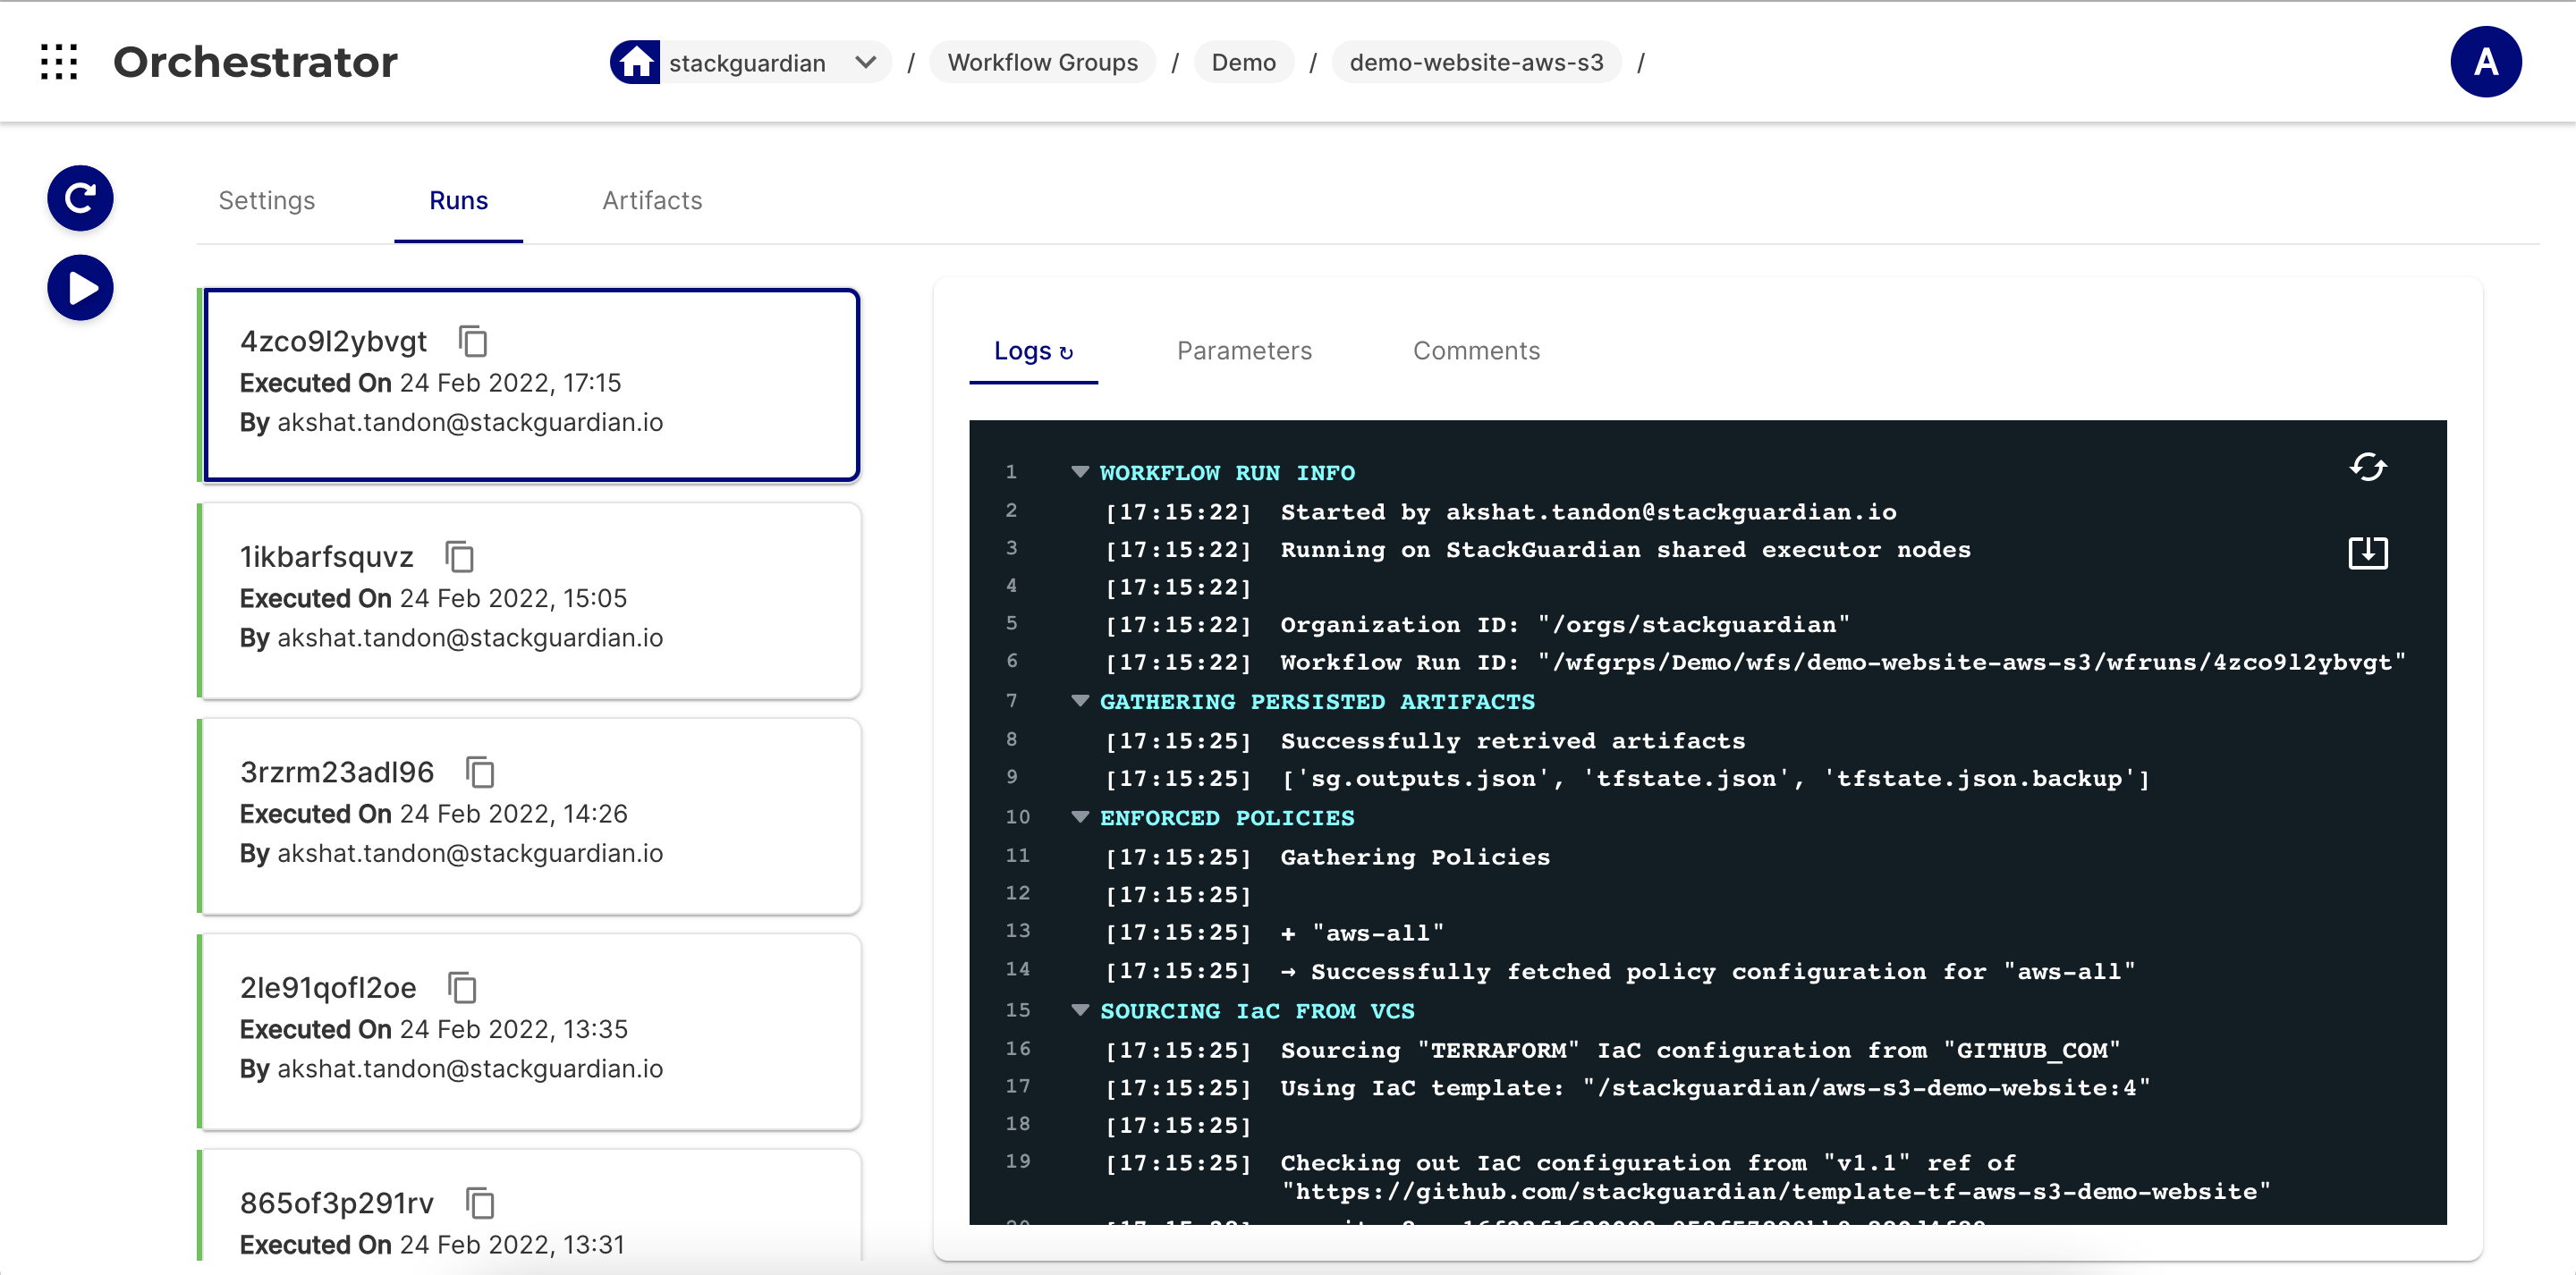 Orchestrator
stackguardian / Workflow Groups / Demo / demo-website-aws-s3 /
A
Settings Runs Artifacts
4zco9l2ybvgt
Executed On 24 Feb 2022, 17:15
By akshat.tandon@stackguardian.io
1ikbarfsquvz
Executed On 24 Feb 2022, 15:05
By akshat.tandon@stackguardian.io
3rzrm23adl96
Executed On 24 Feb 2022, 14:26
By akshat.tandon@stackguardian.io
2le91qofl2oe
Executed On 24 Feb 2022, 13:35
By akshat.tandon@stackguardian.io
865of3p291rv
Executed On 24 Feb 2022, 13:31
Logs ↻ Parameters Comments
1 WORKFLOW RUN INFO
2 [17:15:22] Started by akshat.tandon@stackguardian.io
3 [17:15:22] Running on StackGuardian shared executor nodes
4 [17:15:22]
5 [17:15:22] Organization ID: "/orgs/stackguardian"
6 [17:15:22] Workflow Run ID: "/wfgrps/Demo/wfs/demo-website-aws-s3/wfruns/4zco9l2ybvgt"
7 GATHERING PERSISTED ARTIFACTS
8 [17:15:25] Successfully retrived artifacts
9 [17:15:25] ['sg.outputs.json', 'tfstate.json', 'tfstate.json.backup']
10 ENFORCED POLICIES
11 [17:15:25] Gathering Policies
12 [17:15:25]
13 [17:15:25] + "aws-all"
14 [17:15:25] → Successfully fetched policy configuration for "aws-all"
15 SOURCING IaC FROM VCS
16 [17:15:25] Sourcing "TERRAFORM" IaC configuration from "GITHUB_COM"
17 [17:15:25] Using IaC template: "/stackguardian/aws-s3-demo-website:4"
18 [17:15:25]
19 [17:15:25] Checking out IaC configuration from "v1.1" ref of
"https://github.com/stackguardian/template-tf-aws-s3-demo-website"